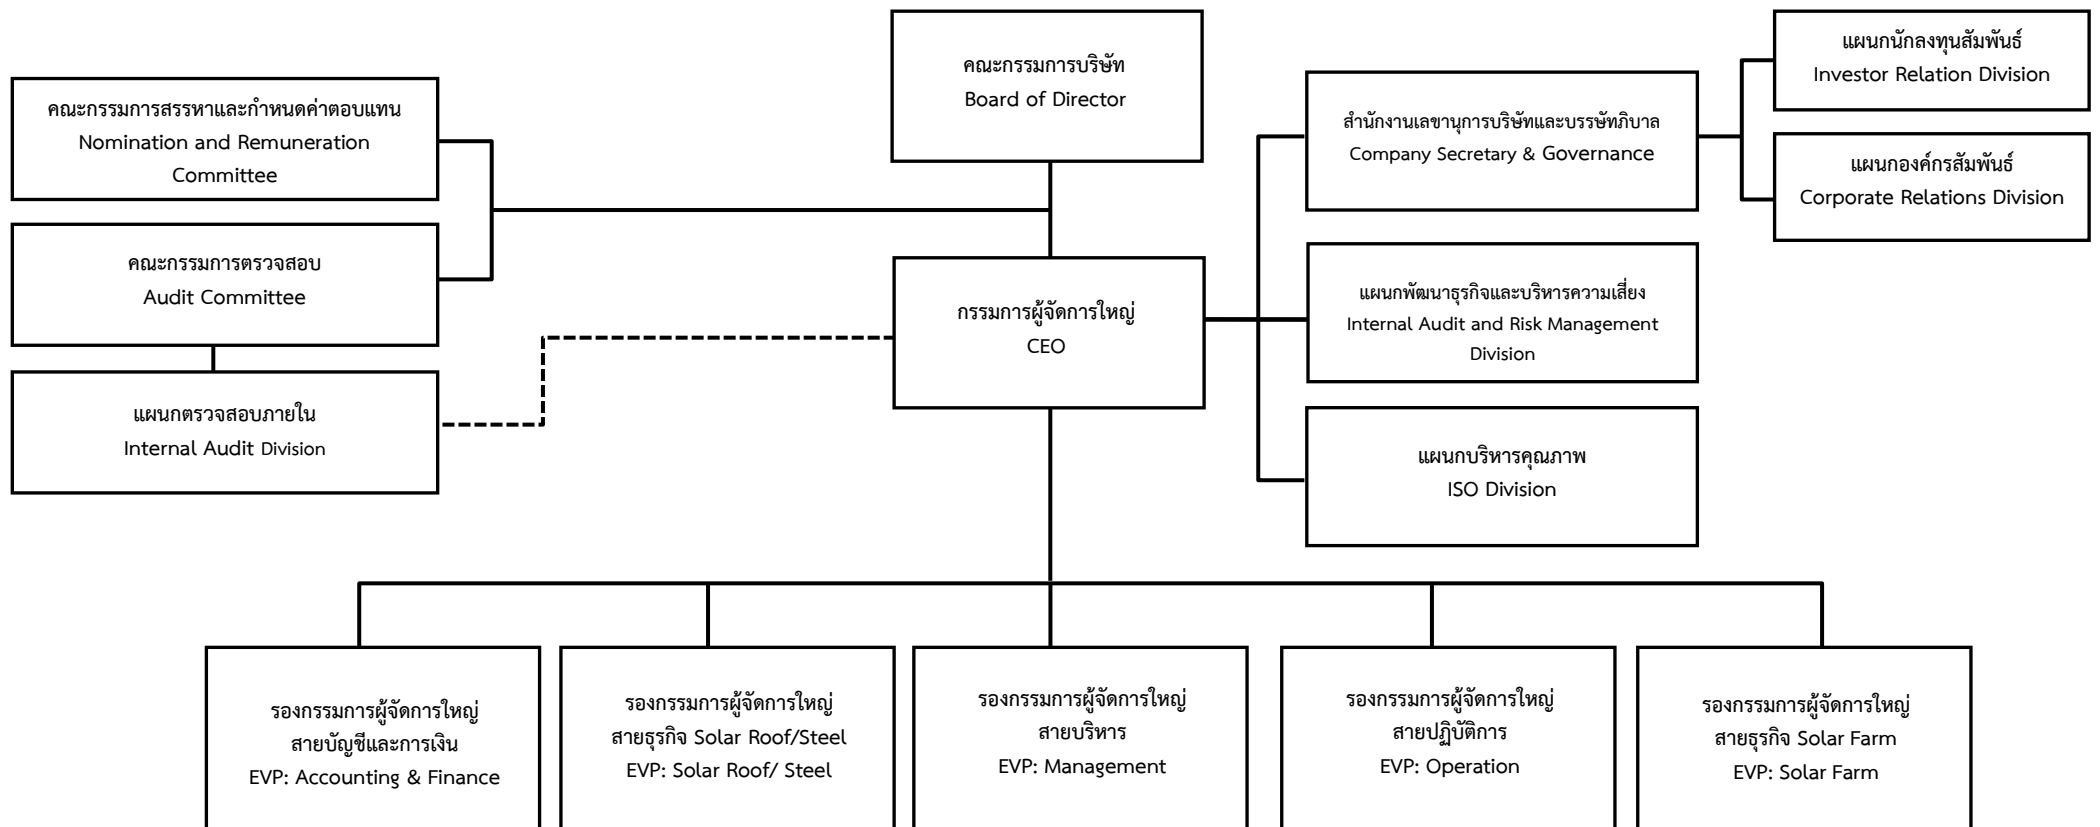 คณะกรรมการบริษัท
Board of Director
คณะกรรมการสรรหาและกำหนดค่าตอบแทน
Nomination and Remuneration
Committee
คณะกรรมการตรวจสอบ
Audit Committee
แผนกตรวจสอบภายใน
Internal Audit Division
กรรมการผู้จัดการใหญ่
CEO
สำนักงานเลขานุการบริษัทและบรรษัทภิบาล
Company Secretary & Governance
แผนกนักลงทุนสัมพันธ์
Investor Relation Division
แผนกองค์กรสัมพันธ์
Corporate Relations Division
แผนกพัฒนาธุรกิจและบริหารความเสี่ยง
Internal Audit and Risk Management
Division
แผนกบริหารคุณภาพ
ISO Division
รองกรรมการผู้จัดการใหญ่
สายบัญชีและการเงิน
EVP: Accounting & Finance
รองกรรมการผู้จัดการใหญ่
สายธุรกิจ Solar Roof/Steel
EVP: Solar Roof/ Steel
รองกรรมการผู้จัดการใหญ่
สายบริหาร
EVP: Management
รองกรรมการผู้จัดการใหญ่
สายปฏิบัติการ
EVP: Operation
รองกรรมการผู้จัดการใหญ่
สายธุรกิจ Solar Farm
EVP: Solar Farm